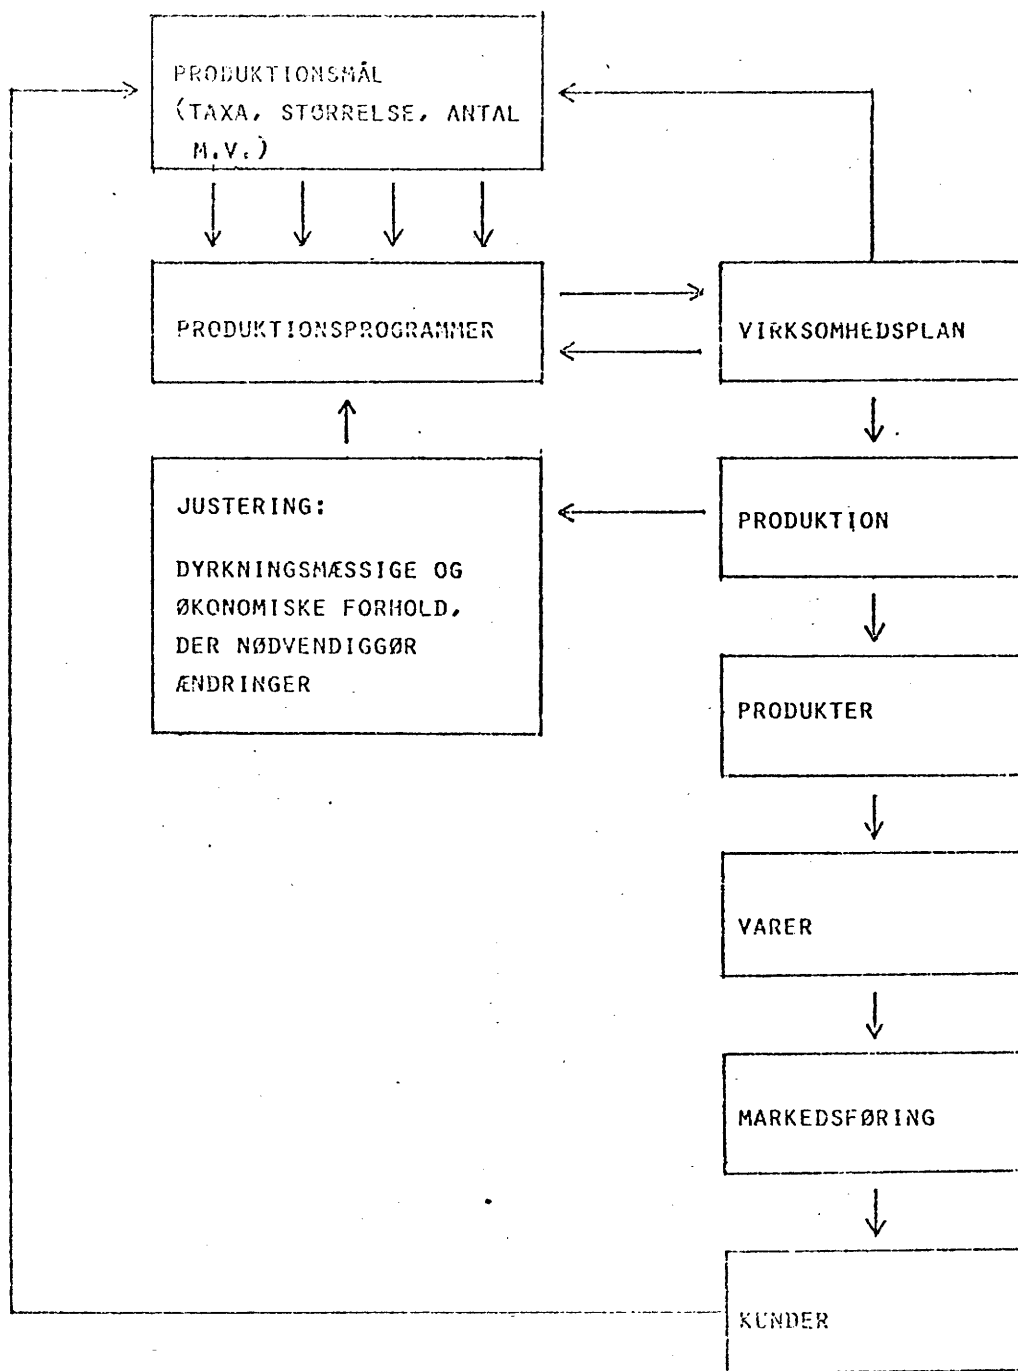 PRODUKTIONSMÅL
(TAXA, STØRRELSE, ANTAL
M.V.)
PRODUKTIONSPROGRAMMER
VIRKSOMHEDSPLAN
JUSTERING:
DYRKNINGSMÆSSIGE OG
ØKONOMISKE FORHOLD,
DER NØDVENDIGGØR
ÆNDRINGER
PRODUKTION
PRODUKTER
VARER
MARKEDSFØRING
KUNDER